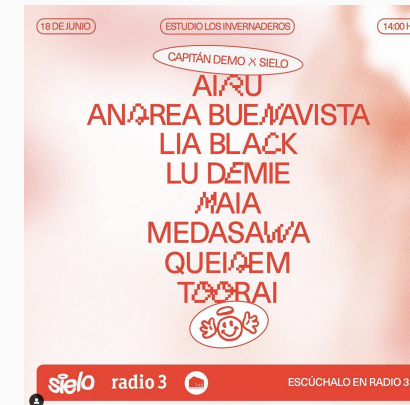 18 DE JUNIO
ESTUDIO LOS INVERNADEROS
14:00 H
CAPITÁN DEMO X SIELO
AIRU
ANDREA BUENAVISTA
LIA BLACK
LU DEMIE
MAIA
MEDASAWA
QUEIDEM
TOORAI
sielo
radio 3
ESCÚCHALO EN RADIO 3